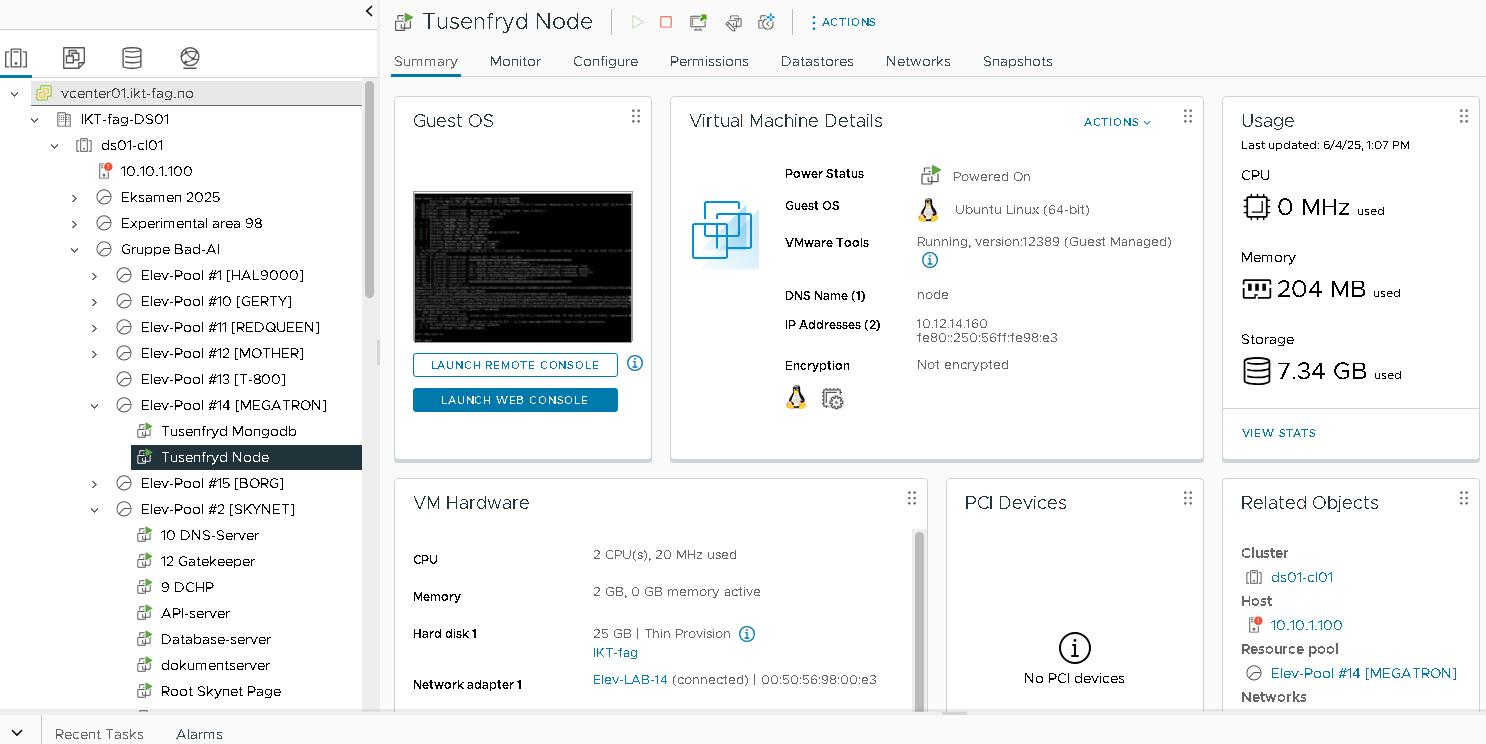 Tusenfryd Node
ACTIONS
Summary Monitor Configure Permissions Datastores Networks Snapshots
vcenter01.ikt-fag.no
IKT-fag-DS01
ds01-cl01
10.10.1.100
Eksamen 2025
Experimental area 98
Gruppe Bad-AI
Elev-Pool #1 [HAL9000]
Elev-Pool #10 [GERTY]
Elev-Pool #11 [REDQUEEN]
Elev-Pool #12 [MOTHER]
Elev-Pool #13 [T-800]
Elev-Pool #14 [MEGATRON]
Tusenfryd Mongodb
Tusenfryd Node
Elev-Pool #15 [BORG]
Elev-Pool #2 [SKYNET]
10 DNS-Server
12 Gatekeeper
9 DCHP
API-server
Database-server
dokumentserver
Root Skynet Page
Guest OS
LAUNCH REMOTE CONSOLE
LAUNCH WEB CONSOLE
Virtual Machine Details
ACTIONS
Power Status Powered On
Guest OS Ubuntu Linux (64-bit)
VMware Tools Running, version:12389 (Guest Managed)
DNS Name (1) node
IP Addresses (2) 10.12.14.160
fe80::250:56ff:fe98:e3
Encryption Not encrypted
Usage
Last updated: 6/4/25, 1:07 PM
CPU
0 MHz used
Memory
204 MB used
Storage
7.34 GB used
VIEW STATS
VM Hardware
CPU 2 CPU(s), 20 MHz used
Memory 2 GB, 0 GB memory active
Hard disk 1 25 GB | Thin Provision
IKT-fag
Network adapter 1 Elev-LAB-14 (connected) | 00:50:56:98:00:e3
PCI Devices
No PCI devices
Related Objects
Cluster
ds01-cl01
Host
10.10.1.100
Resource pool
Elev-Pool #14 [MEGATRON]
Networks
Recent Tasks Alarms